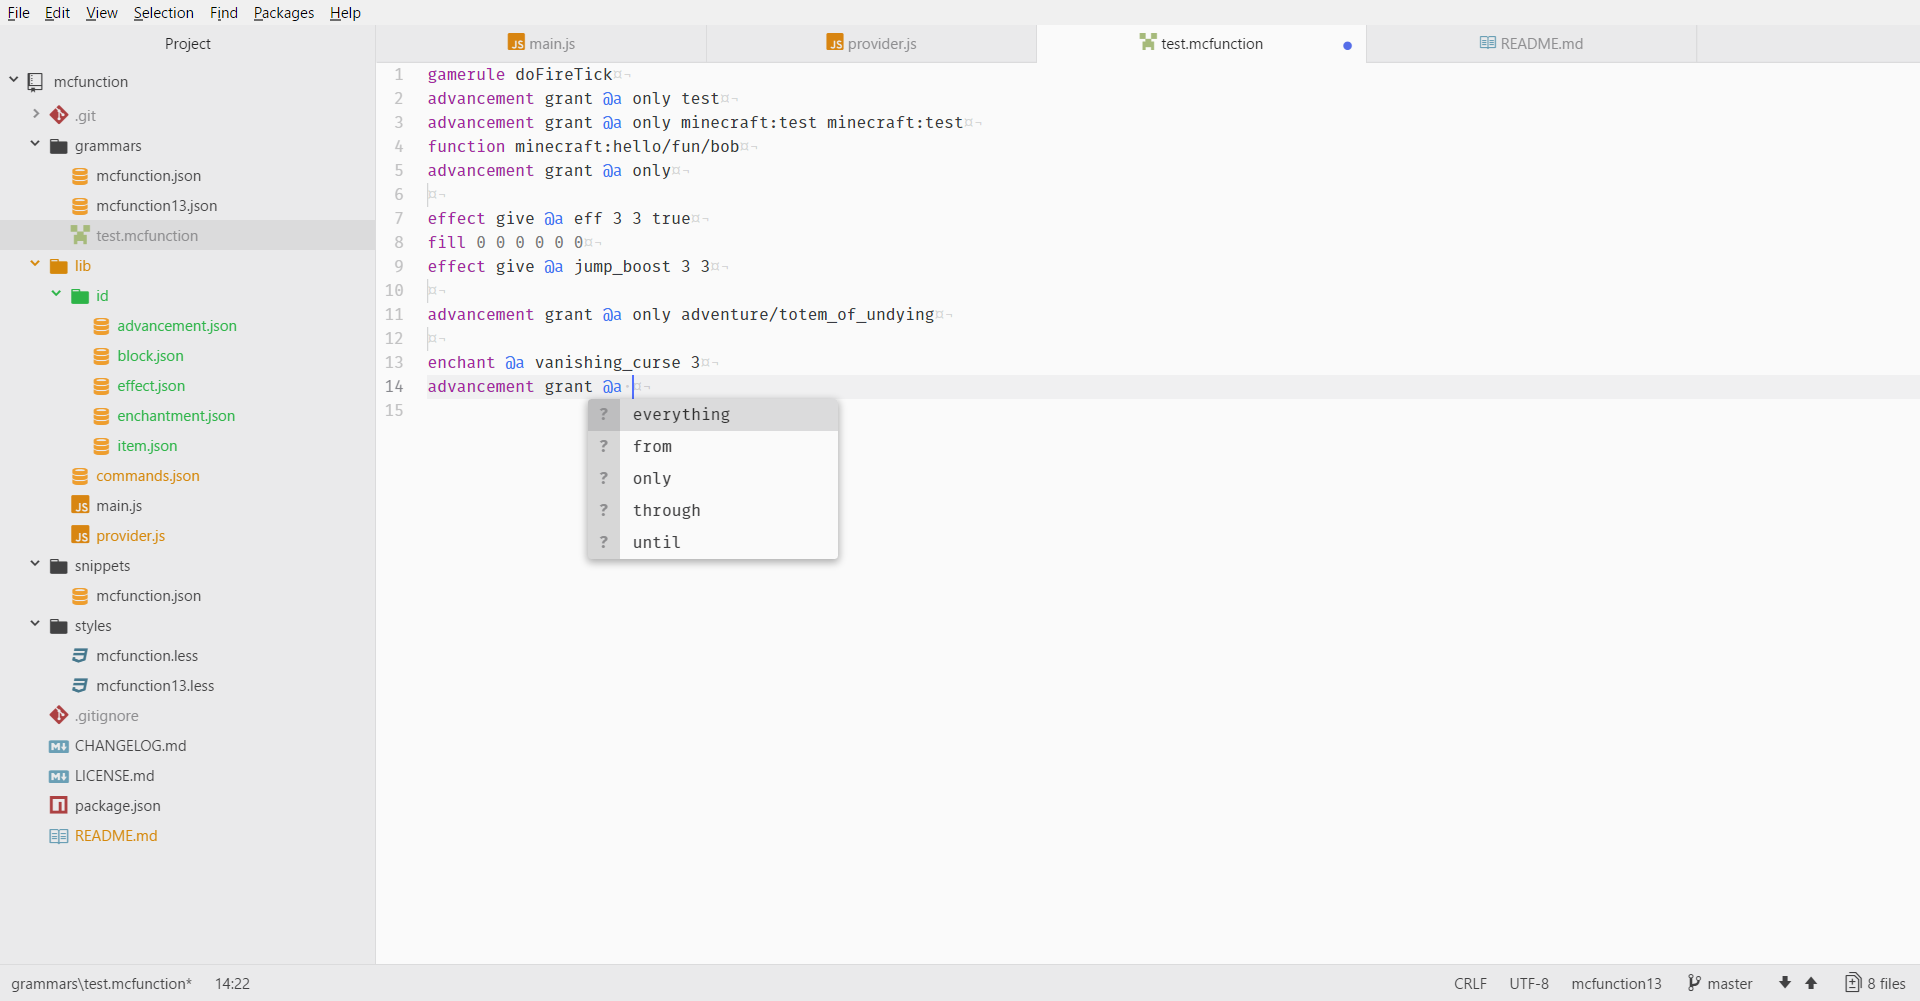 File Edit View Selection Find Packages Help
Project
mcfunction
.git
grammars
mcfunction.json
mcfunction13.json
test.mcfunction
lib
id
advancement.json
block.json
effect.json
enchantment.json
item.json
commands.json
main.js
provider.js
snippets
mcfunction.json
styles
mcfunction.less
mcfunction13.less
.gitignore
CHANGELOG.md
LICENSE.md
package.json
README.md
main.js provider.js test.mcfunction README.md
1 gamerule doFireTick¤¬
2 advancement grant @a only test¤¬
3 advancement grant @a only minecraft:test minecraft:test¤¬
4 function minecraft:hello/fun/bob¤¬
5 advancement grant @a only¤¬
6 ¤¬
7 effect give @a eff 3 3 true¤¬
8 fill 0 0 0 0 0 0¤¬
9 effect give @a jump_boost 3 3¤¬
10 ¤¬
11 advancement grant @a only adventure/totem_of_undying¤¬
12 ¤¬
13 enchant @a vanishing_curse 3¤¬
14 advancement grant @a·¤¬
15
? everything
? from
? only
? through
? until
grammars\test.mcfunction* 14:22 CRLF UTF-8 mcfunction13 master 8 files